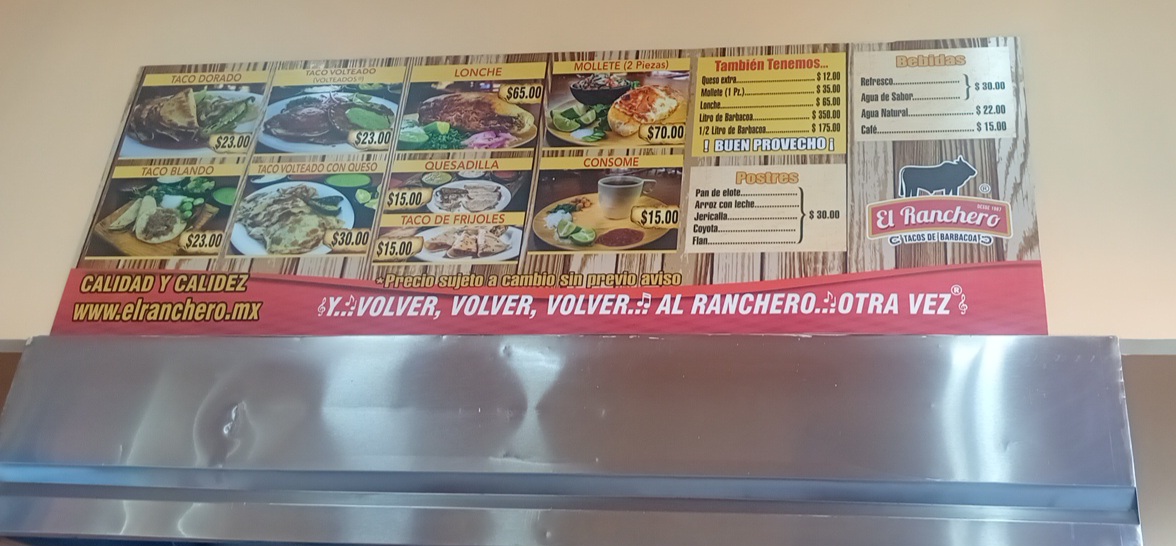 TACO DORADO
$23.00
TACO VOLTEADO
$23.00
LONCHE
$65.00
MOLLETE (2 Piezas)
$70.00
TACO BLANDO
$23.00
TACO VOLTEADO CON QUESO
$30.00
QUESADILLA
$15.00
TACO DE FRIJOLES
$15.00
CONSOME
$15.00
También Tenemos...
Queso extra $ 12.00
Mollete (1 Pz.) $ 35.00
Lonche $ 65.00
Litro de Barbacoa $ 350.00
1/2 Litro de Barbacoa $ 175.00
! BUEN PROVECHO ¡
Postres
Pan de elote
Arroz con leche
Jericalla $ 30.00
Coyota
Flan
Bebidas
Refresco
Agua de Sabor $ 30.00
Agua Natural $ 22.00
Café $ 15.00
DESDE 1987
El Ranchero ®
TACOS DE BARBACOA
*Precio sujeto a cambio sin previo aviso
CALIDAD Y CALIDEZ
www.elranchero.mx
Y...VOLVER, VOLVER, VOLVER... AL RANCHERO...OTRA VEZ®